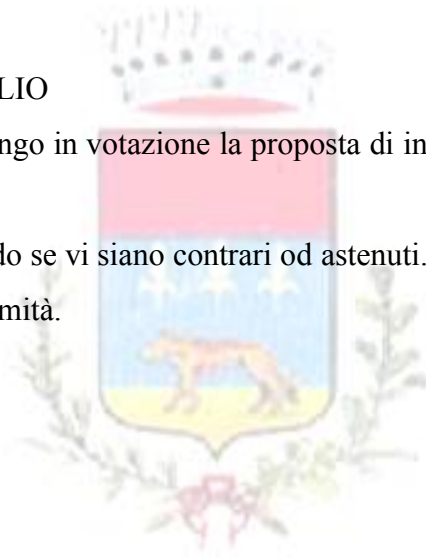 LIO
ngo in votazione la proposta di in
do se vi siano contrari od astenuti.
mità.